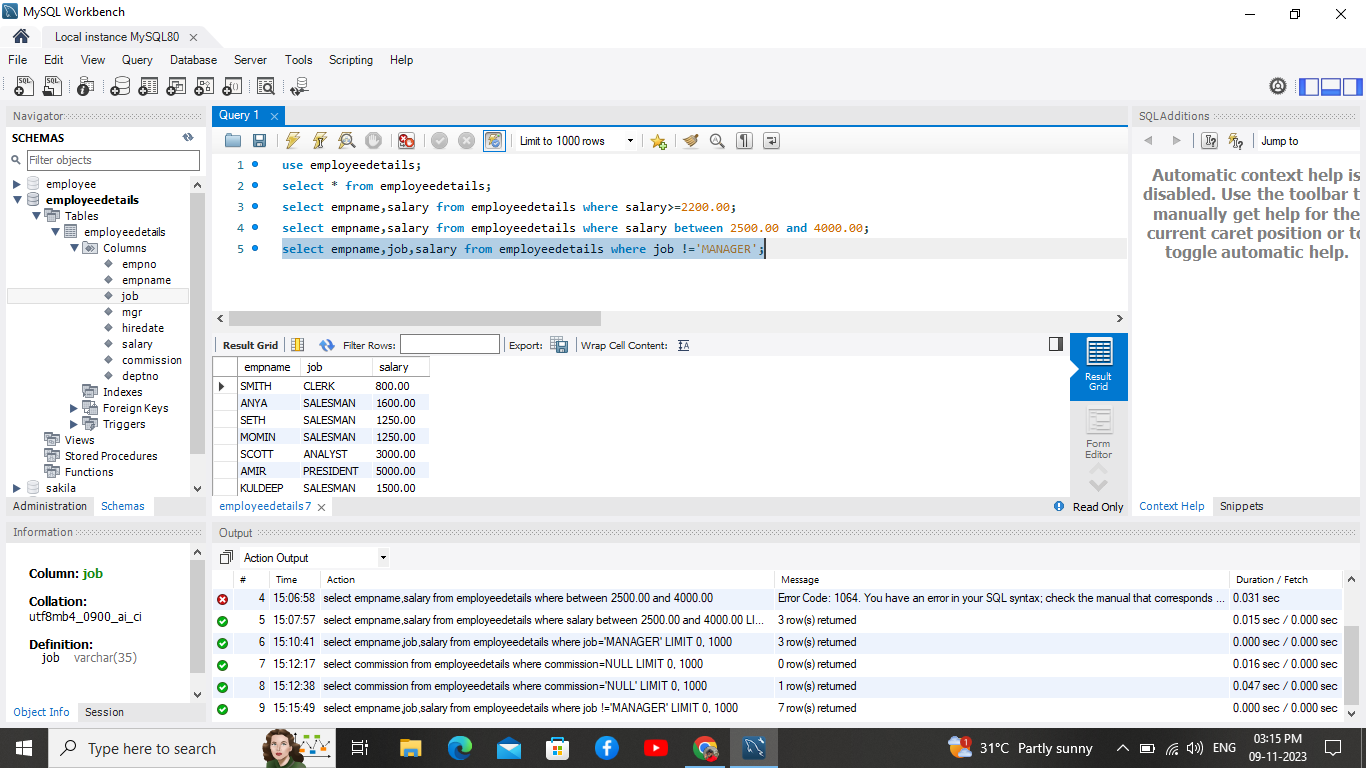 MySQL Workbench
Local instance MySQL80
File Edit View Query Database Server Tools Scripting Help
Navigator
SCHEMAS
Filter objects
employee
employeedetails
Tables
employeedetails
Columns
empno
empname
job
mgr
hiredate
salary
commission
deptno
Indexes
Foreign Keys
Triggers
Views
Stored Procedures
Functions
sakila
Administration Schemas
Information
Column: job
Collation:
utf8mb4_0900_ai_ci
Definition:
job varchar(35)
Object Info Session
Query 1
Limit to 1000 rows
1 use employeedetails;
2 select * from employeedetails;
3 select empname,salary from employeedetails where salary>=2200.00;
4 select empname,salary from employeedetails where salary between 2500.00 and 4000.00;
5 select empname,job,salary from employeedetails where job !='MANAGER';
Result Grid Filter Rows: Export: Wrap Cell Content:
empname job salary
SMITH CLERK 800.00
ANYA SALESMAN 1600.00
SETH SALESMAN 1250.00
MOMIN SALESMAN 1250.00
SCOTT ANALYST 3000.00
AMIR PRESIDENT 5000.00
KULDEEP SALESMAN 1500.00
Result
Grid
Form
Editor
employeedetails7
Read Only
SQLAdditions
Jump to
Automatic context help is
disabled. Use the toolbar t
manually get help for the
current caret position or to
toggle automatic help.
Context Help Snippets
Output
Action Output
# Time Action Message Duration / Fetch
4 15:06:58 select empname,salary from employeedetails where between 2500.00 and 4000.00 Error Code: 1064. You have an error in your SQL syntax; check the manual that corresponds ... 0.031 sec
5 15:07:57 select empname,salary from employeedetails where salary between 2500.00 and 4000.00 LI... 3 row(s) returned 0.015 sec / 0.000 sec
6 15:10:41 select empname,job,salary from employeedetails where job='MANAGER' LIMIT 0, 1000 3 row(s) returned 0.000 sec / 0.000 sec
7 15:12:17 select commission from employeedetails where commission=NULL LIMIT 0, 1000 0 row(s) returned 0.016 sec / 0.000 sec
8 15:12:38 select commission from employeedetails where commission='NULL' LIMIT 0, 1000 1 row(s) returned 0.047 sec / 0.000 sec
9 15:15:49 select empname,job,salary from employeedetails where job !='MANAGER' LIMIT 0, 1000 7 row(s) returned 0.000 sec / 0.000 sec
Type here to search
31°C Partly sunny
ENG
03:15 PM
09-11-2023